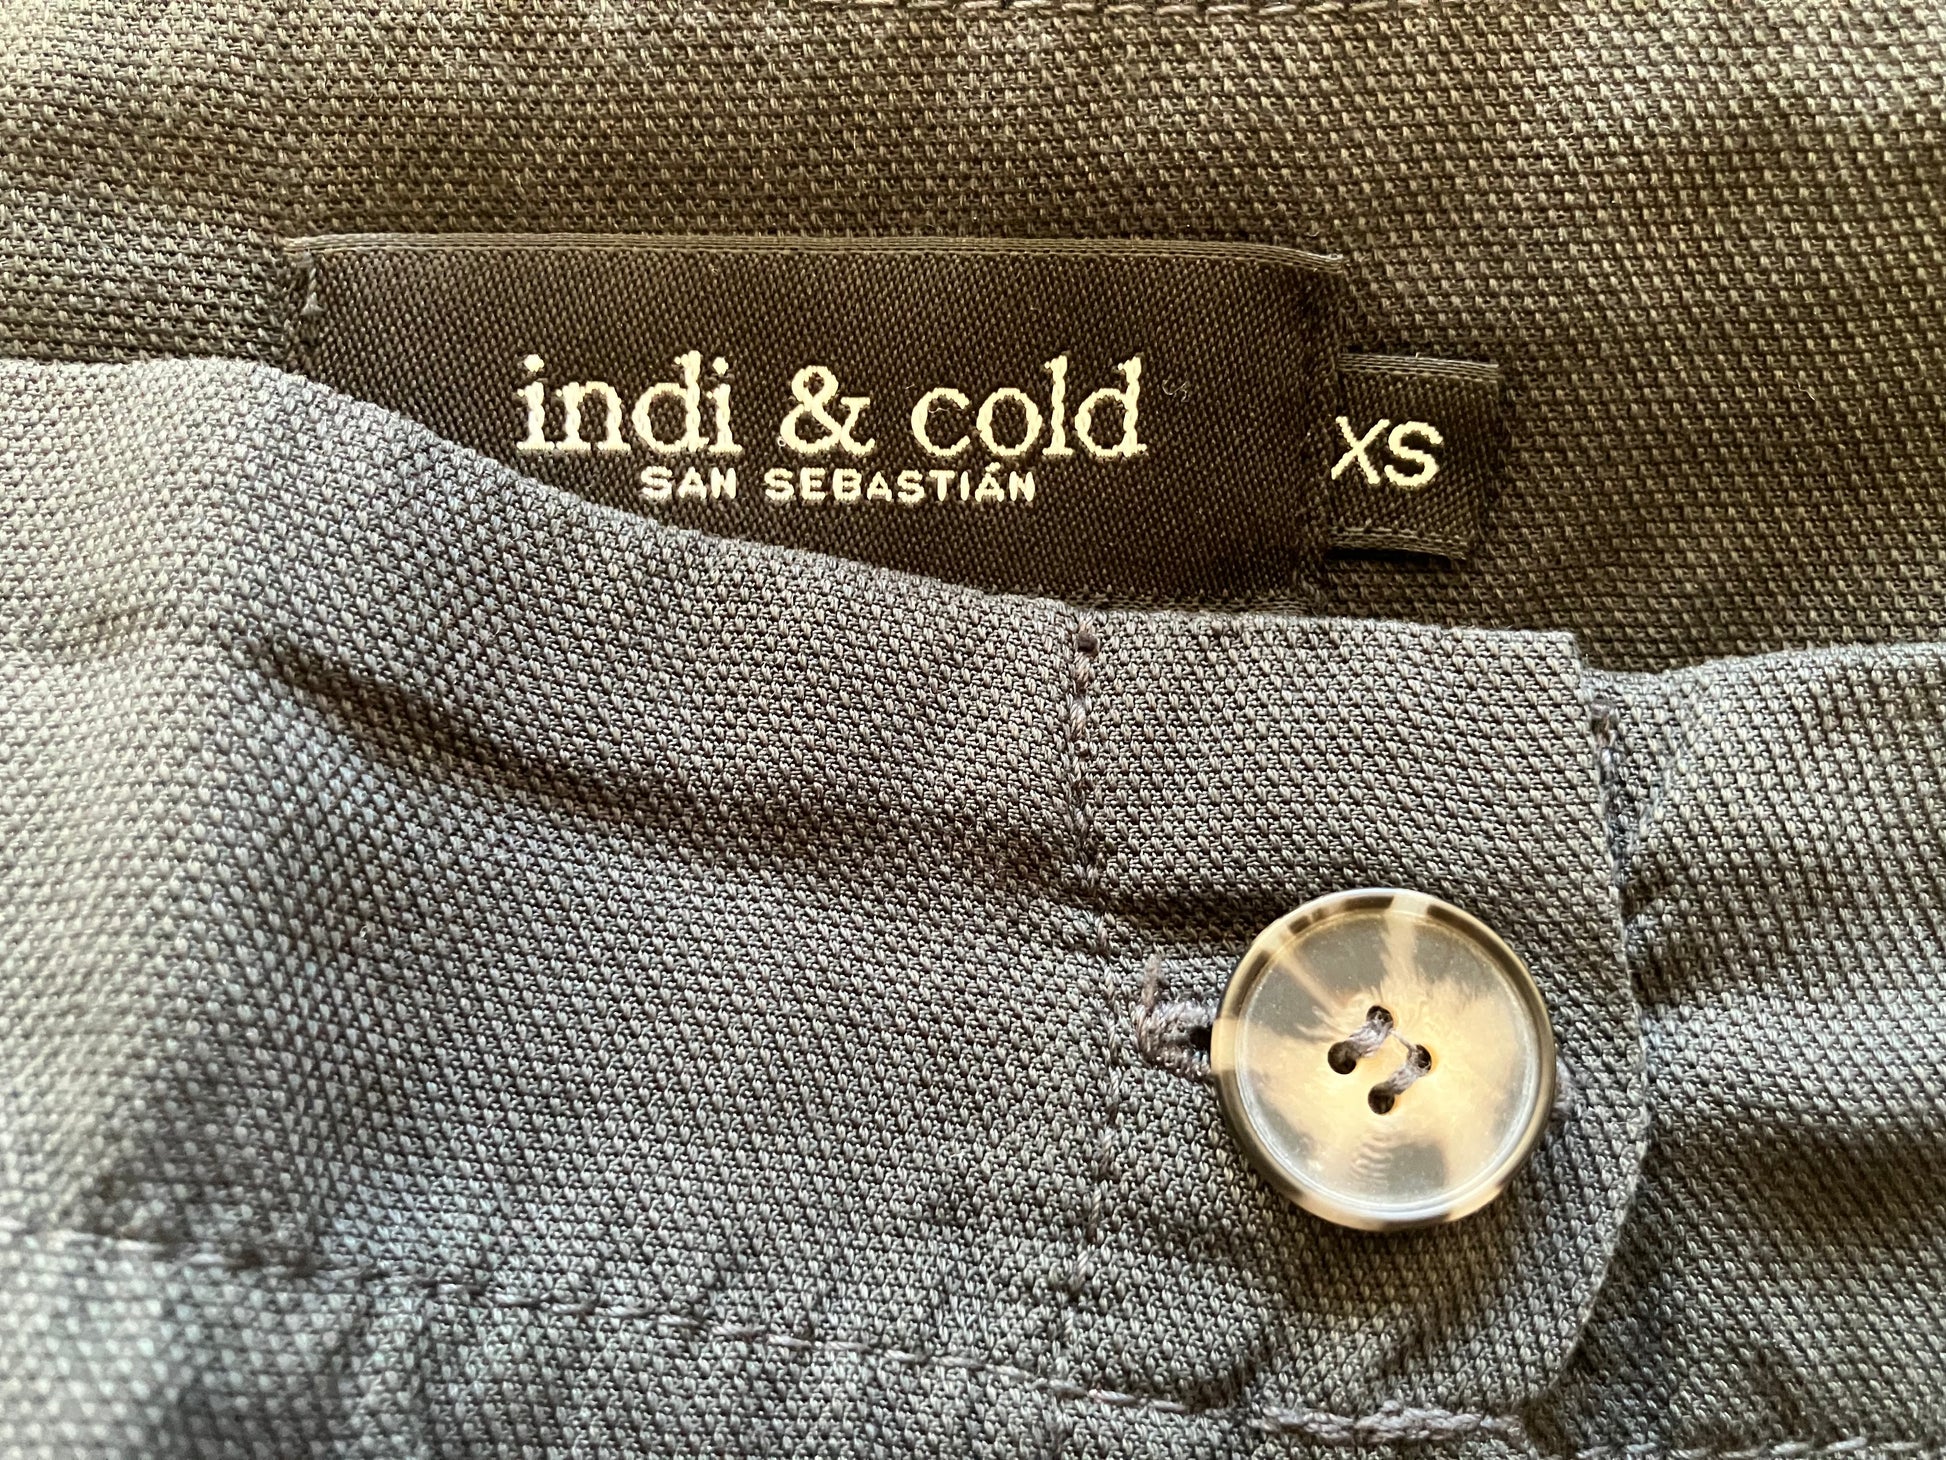 indi & cold
SAN SEBASTIÁN
XS